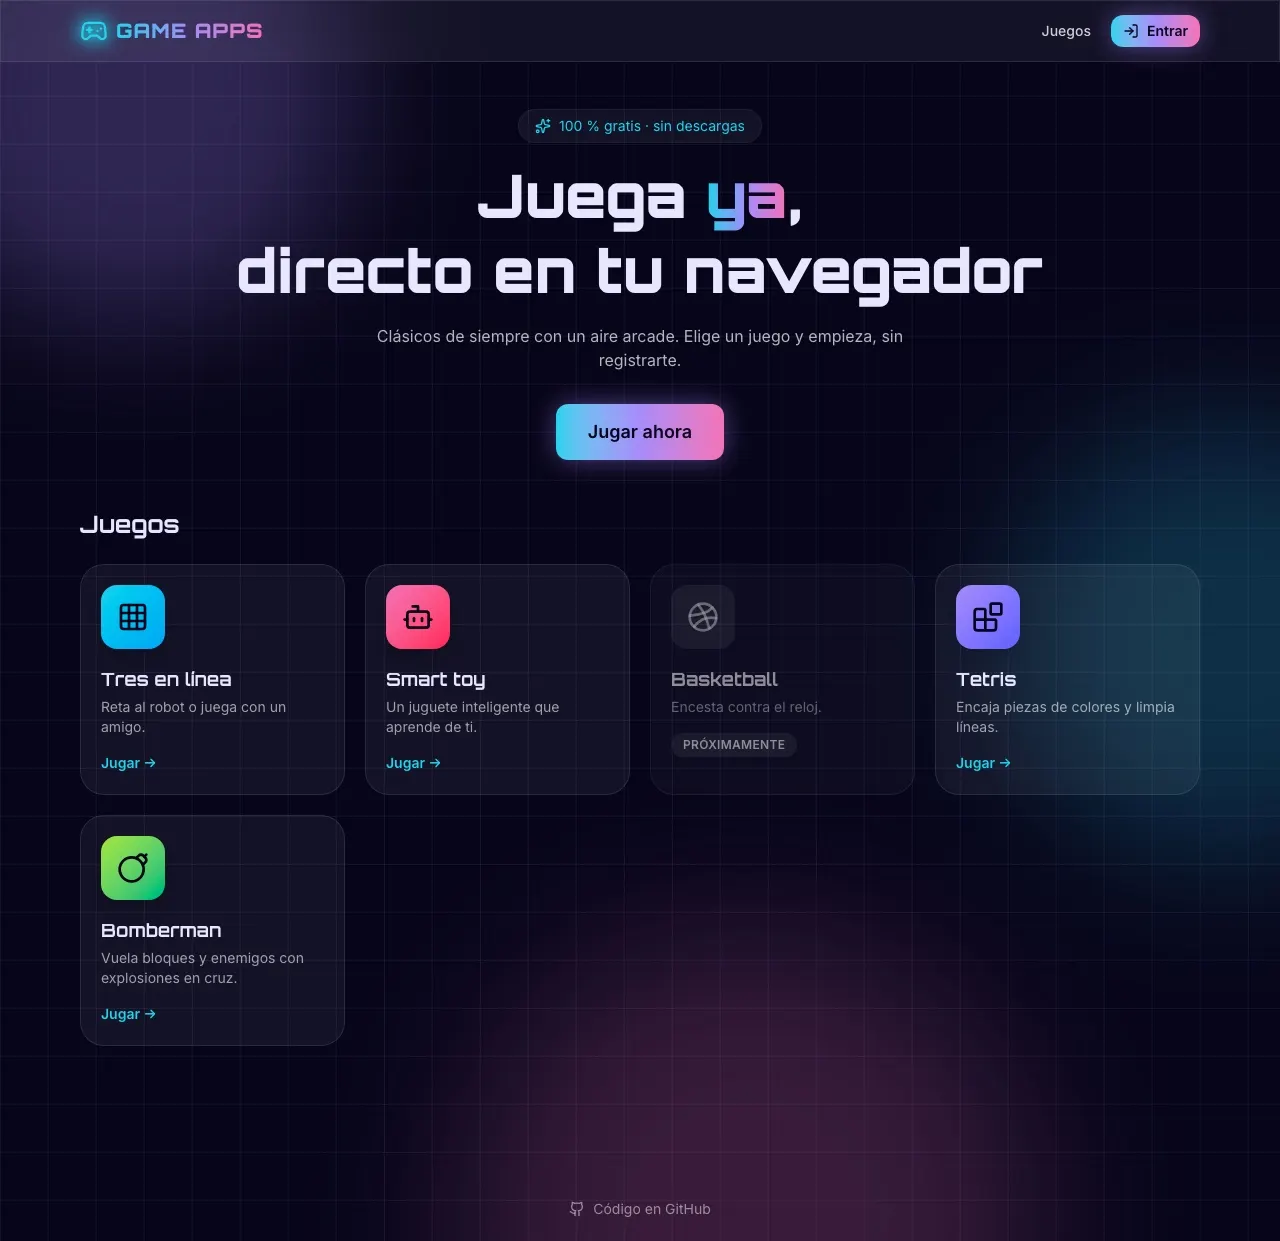 GAME APPS
Juegos
Entrar
100 % gratis · sin descargas
Juega ya,
directo en tu navegador
Clásicos de siempre con un aire arcade. Elige un juego y empieza, sin
registrarte.
Jugar ahora
Juegos
Tres en línea
Reta al robot o juega con un
amigo.
Jugar →
Smart toy
Un juguete inteligente que
aprende de ti.
Jugar →
Basketball
Encesta contra el reloj.
PRÓXIMAMENTE
Tetris
Encaja piezas de colores y limpia
líneas.
Jugar →
Bomberman
Vuela bloques y enemigos con
explosiones en cruz.
Jugar →
Código en GitHub